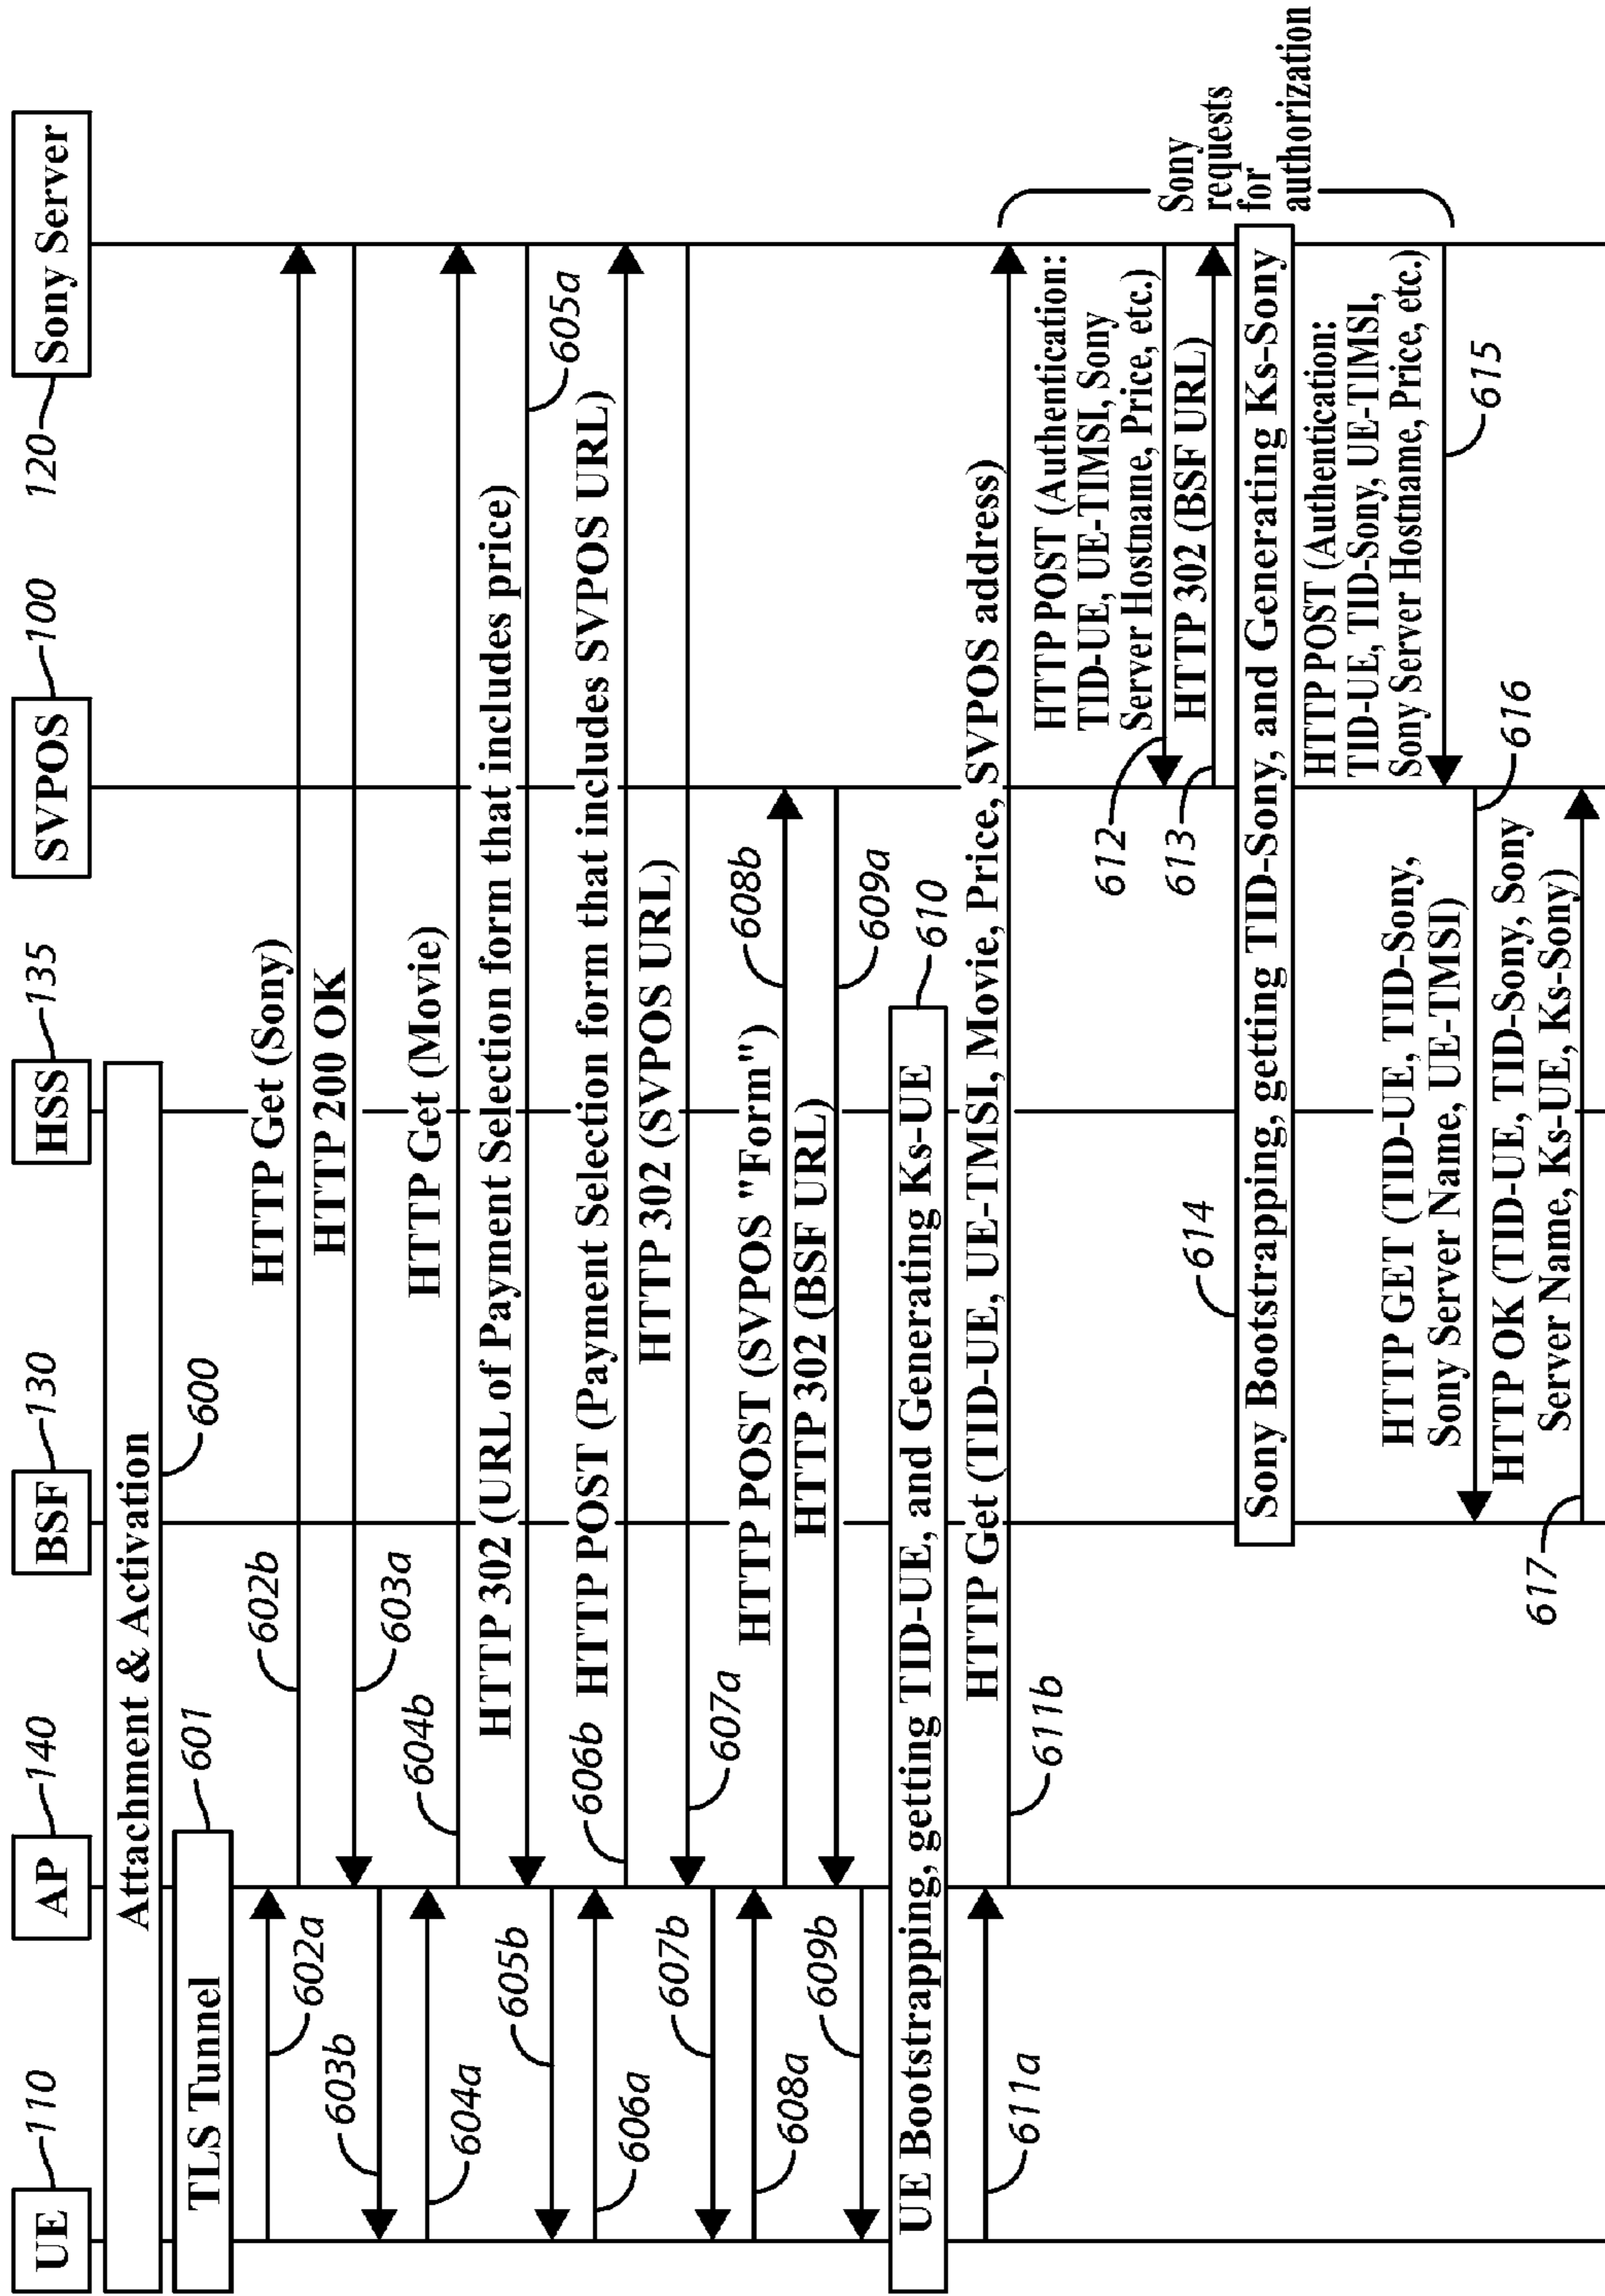 UE
110
AP
140
BSF
130
HSS
135
SVPOS
100
Sony Server
120
Attachment & Activation
600
TLS Tunnel
601
602a
602b
HTTP Get (Sony)
603a
HTTP 200 OK
603b
604a
604b
HTTP Get (Movie)
HTTP 302 (URL of Payment Selection form that includes price)
605a
605b
606a
606b
HTTP POST (Payment Selection form that includes SVPOS URL)
HTTP 302 (SVPOS URL)
607a
607b
608a
HTTP POST (SVPOS "Form")
608b
HTTP 302 (BSF URL)
609a
609b
UE Bootstrapping, getting TID-UE, and Generating Ks-UE
610
611a
HTTP Get (TID-UE, UE-TMSI, Movie, Price, SVPOS address)
611b
HTTP POST (Authentication:
TID-UE, UE-TIMSI, Sony
Server Hostname, Price, etc.)
612
HTTP 302 (BSF URL)
613
Sony
requests
for
authorization
614
Sony Bootstrapping, getting TID-Sony, and Generating Ks-Sony
HTTP POST (Authentication:
TID-UE, TID-Sony, UE-TIMSI,
Sony Server Hostname, Price, etc.)
615
HTTP GET (TID-UE, TID-Sony,
Sony Server Name, UE-TMSI)
616
HTTP OK (TID-UE, TID-Sony, Sony
Server Name, Ks-UE, Ks-Sony)
617